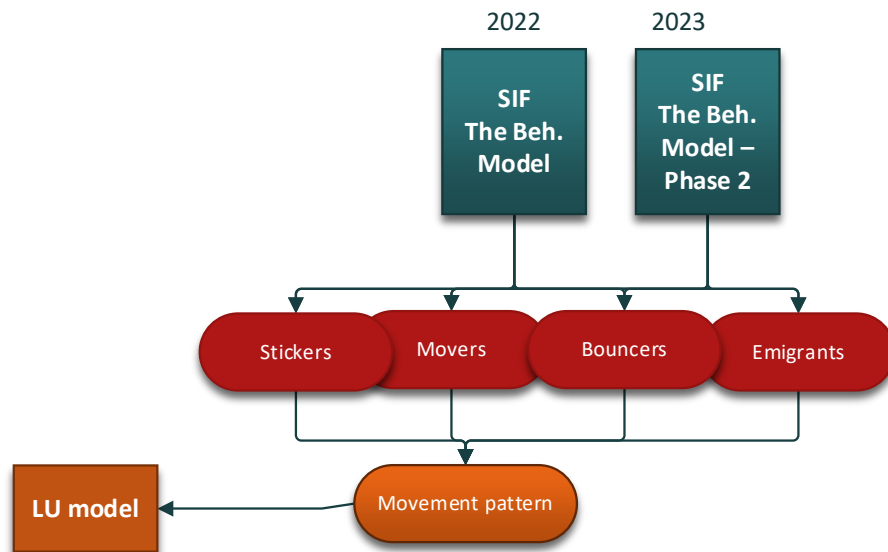 2022
2023
SIF
The Beh.
Model
SIF
The Beh.
Model –
Phase 2
Stickers
Movers
Bouncers
Emigrants
Movement pattern
LU model